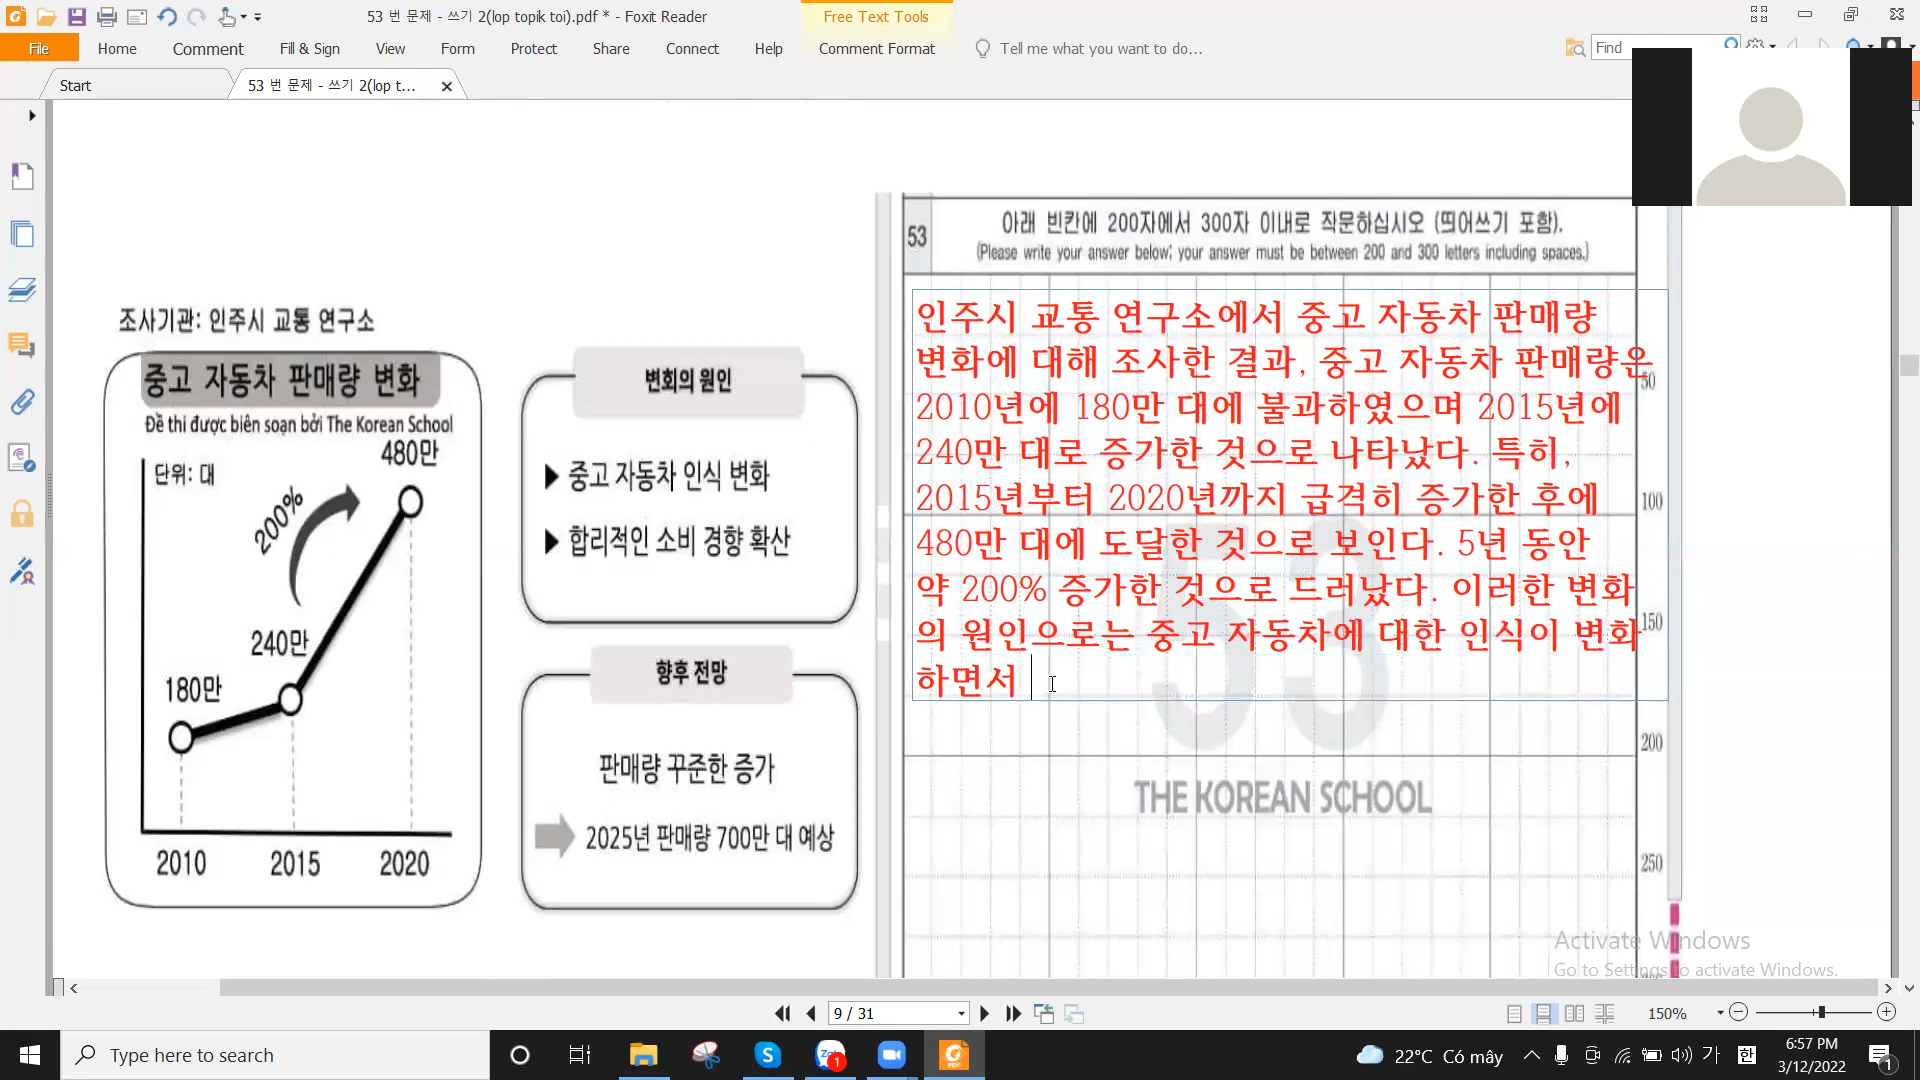 53 번 문제 - 쓰기 2(lop topik toi).pdf * - Foxit Reader
Free Text Tools
File
Home
Comment
Fill & Sign
View
Form
Protect
Share
Connect
Help
Comment Format
Tell me what you want to do...
Find
Start
53 번 문제 - 쓰기 2(lop t...
53
아래 빈칸에 200자에서 300자 이내로 작문하십시오 (띄어쓰기 포함).
(Please write your answer below; your answer must be between 200 and 300 letters including spaces.)
조사기관: 인주시 교통 연구소
중고 자동차 판매량 변화
Đề thi được biên soạn bởi The Korean School
단위: 대
200%
480만
240만
180만
2010
2015
2020
변회의 원인
▶ 중고 자동차 인식 변화
▶ 합리적인 소비 경향 확산
향후 전망
판매량 꾸준한 증가
2025년 판매량 700만 대 예상
인주시 교통 연구소에서 중고 자동차 판매량
변화에 대해 조사한 결과, 중고 자동차 판매량은
2010년에 180만 대에 불과하였으며 2015년에
240만 대로 증가한 것으로 나타났다. 특히,
2015년부터 2020년까지 급격히 증가한 후에
480만 대에 도달한 것으로 보인다. 5년 동안
약 200% 증가한 것으로 드러났다. 이러한 변화
의 원인으로는 중고 자동차에 대한 인식이 변화
하면서
50
100
150
200
250
53
THE KOREAN SCHOOL
Activate Windows
Go to Settings to activate Windows.
9 / 31
150%
Type here to search
22°C Có mây
가
한
6:57 PM
3/12/2022
1
1